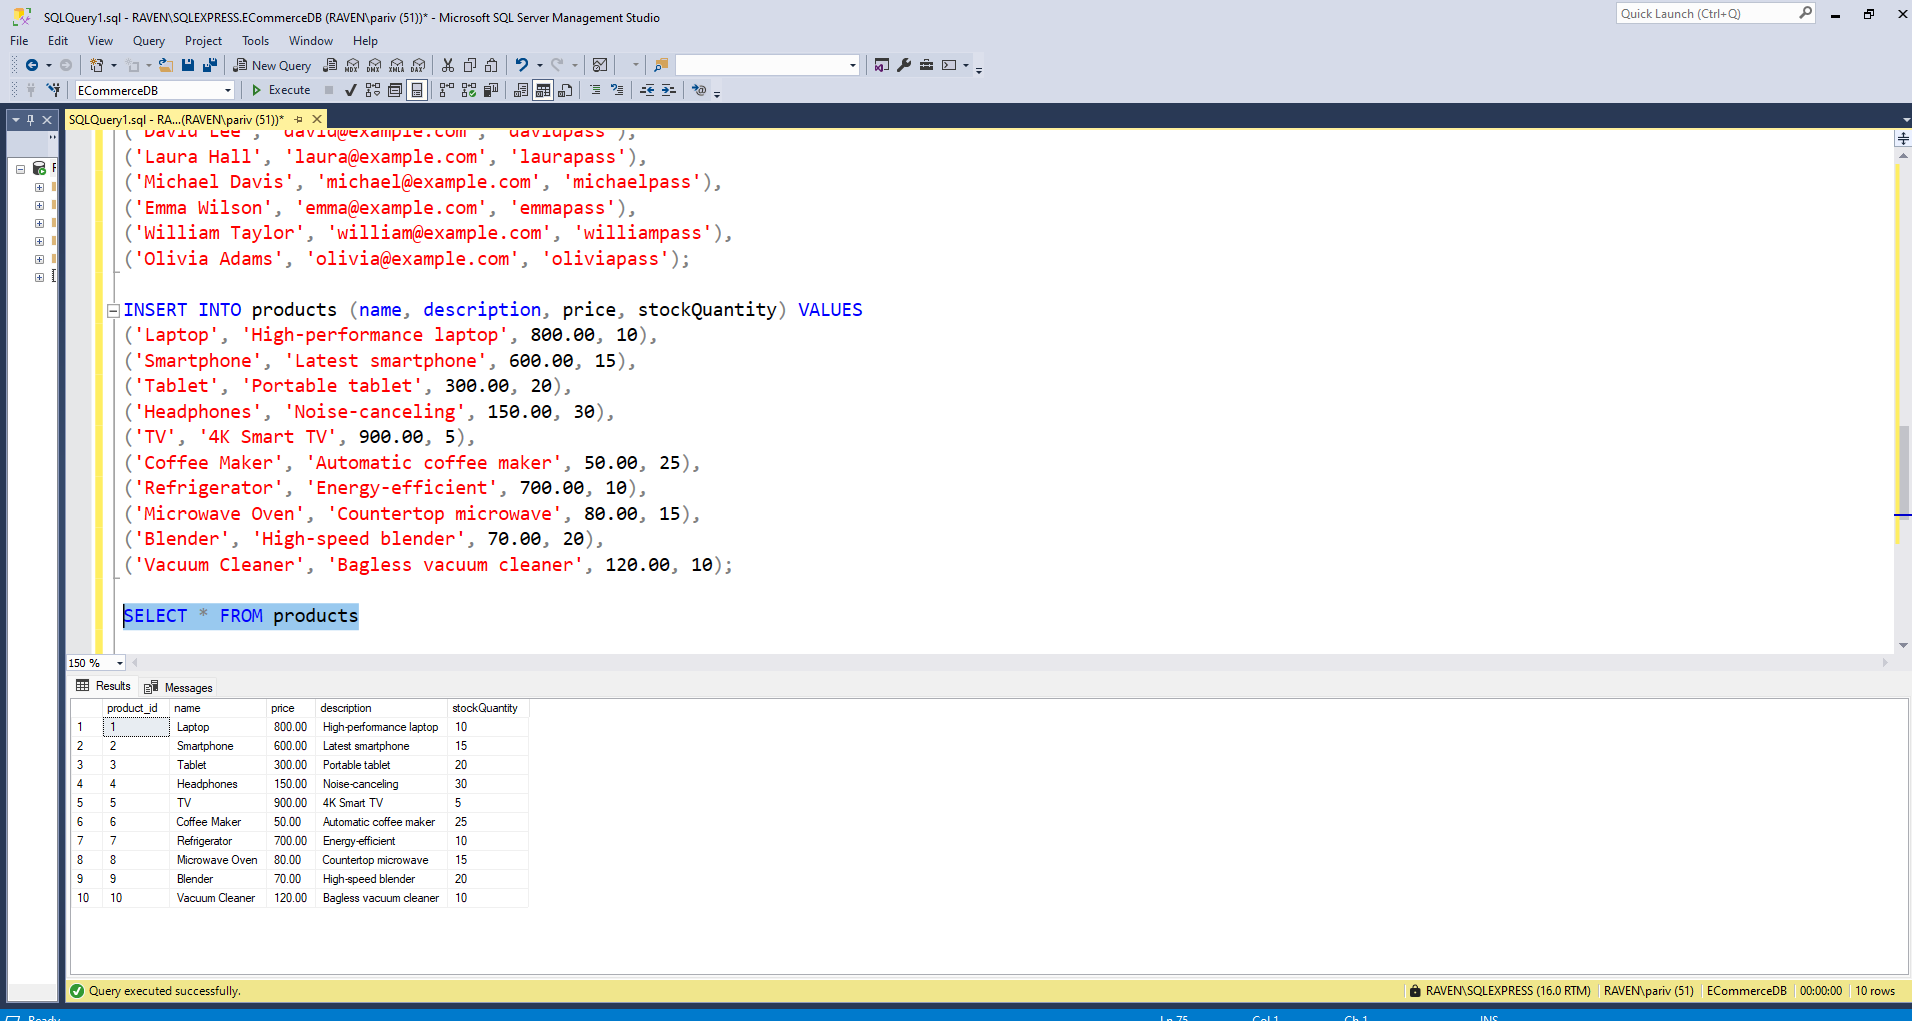 SQLQuery1.sql - RAVEN\SQLEXPRESS.ECommerceDB (RAVEN\pariv (51))* - Microsoft SQL Server Management Studio
Quick Launch (Ctrl+Q)
File Edit View Query Project Tools Window Help
New Query MDX DMX XMLA DAX
ECommerceDB Execute
SQLQuery1.sql - RA...(RAVEN\pariv (51))*
('David Lee', 'david@example.com', 'davidpass'),
('Laura Hall', 'laura@example.com', 'laurapass'),
('Michael Davis', 'michael@example.com', 'michaelpass'),
('Emma Wilson', 'emma@example.com', 'emmapass'),
('William Taylor', 'william@example.com', 'williampass'),
('Olivia Adams', 'olivia@example.com', 'oliviapass');
INSERT INTO products (name, description, price, stockQuantity) VALUES
('Laptop', 'High-performance laptop', 800.00, 10),
('Smartphone', 'Latest smartphone', 600.00, 15),
('Tablet', 'Portable tablet', 300.00, 20),
('Headphones', 'Noise-canceling', 150.00, 30),
('TV', '4K Smart TV', 900.00, 5),
('Coffee Maker', 'Automatic coffee maker', 50.00, 25),
('Refrigerator', 'Energy-efficient', 700.00, 10),
('Microwave Oven', 'Countertop microwave', 80.00, 15),
('Blender', 'High-speed blender', 70.00, 20),
('Vacuum Cleaner', 'Bagless vacuum cleaner', 120.00, 10);
SELECT * FROM products
150 %
Results Messages
product_id name price description stockQuantity
1 1 Laptop 800.00 High-performance laptop 10
2 2 Smartphone 600.00 Latest smartphone 15
3 3 Tablet 300.00 Portable tablet 20
4 4 Headphones 150.00 Noise-canceling 30
5 5 TV 900.00 4K Smart TV 5
6 6 Coffee Maker 50.00 Automatic coffee maker 25
7 7 Refrigerator 700.00 Energy-efficient 10
8 8 Microwave Oven 80.00 Countertop microwave 15
9 9 Blender 70.00 High-speed blender 20
10 10 Vacuum Cleaner 120.00 Bagless vacuum cleaner 10
Query executed successfully. RAVEN\SQLEXPRESS (16.0 RTM) RAVEN\pariv (51) ECommerceDB 00:00:00 10 rows
Ready Ln 75 Col 1 Ch 1 INS